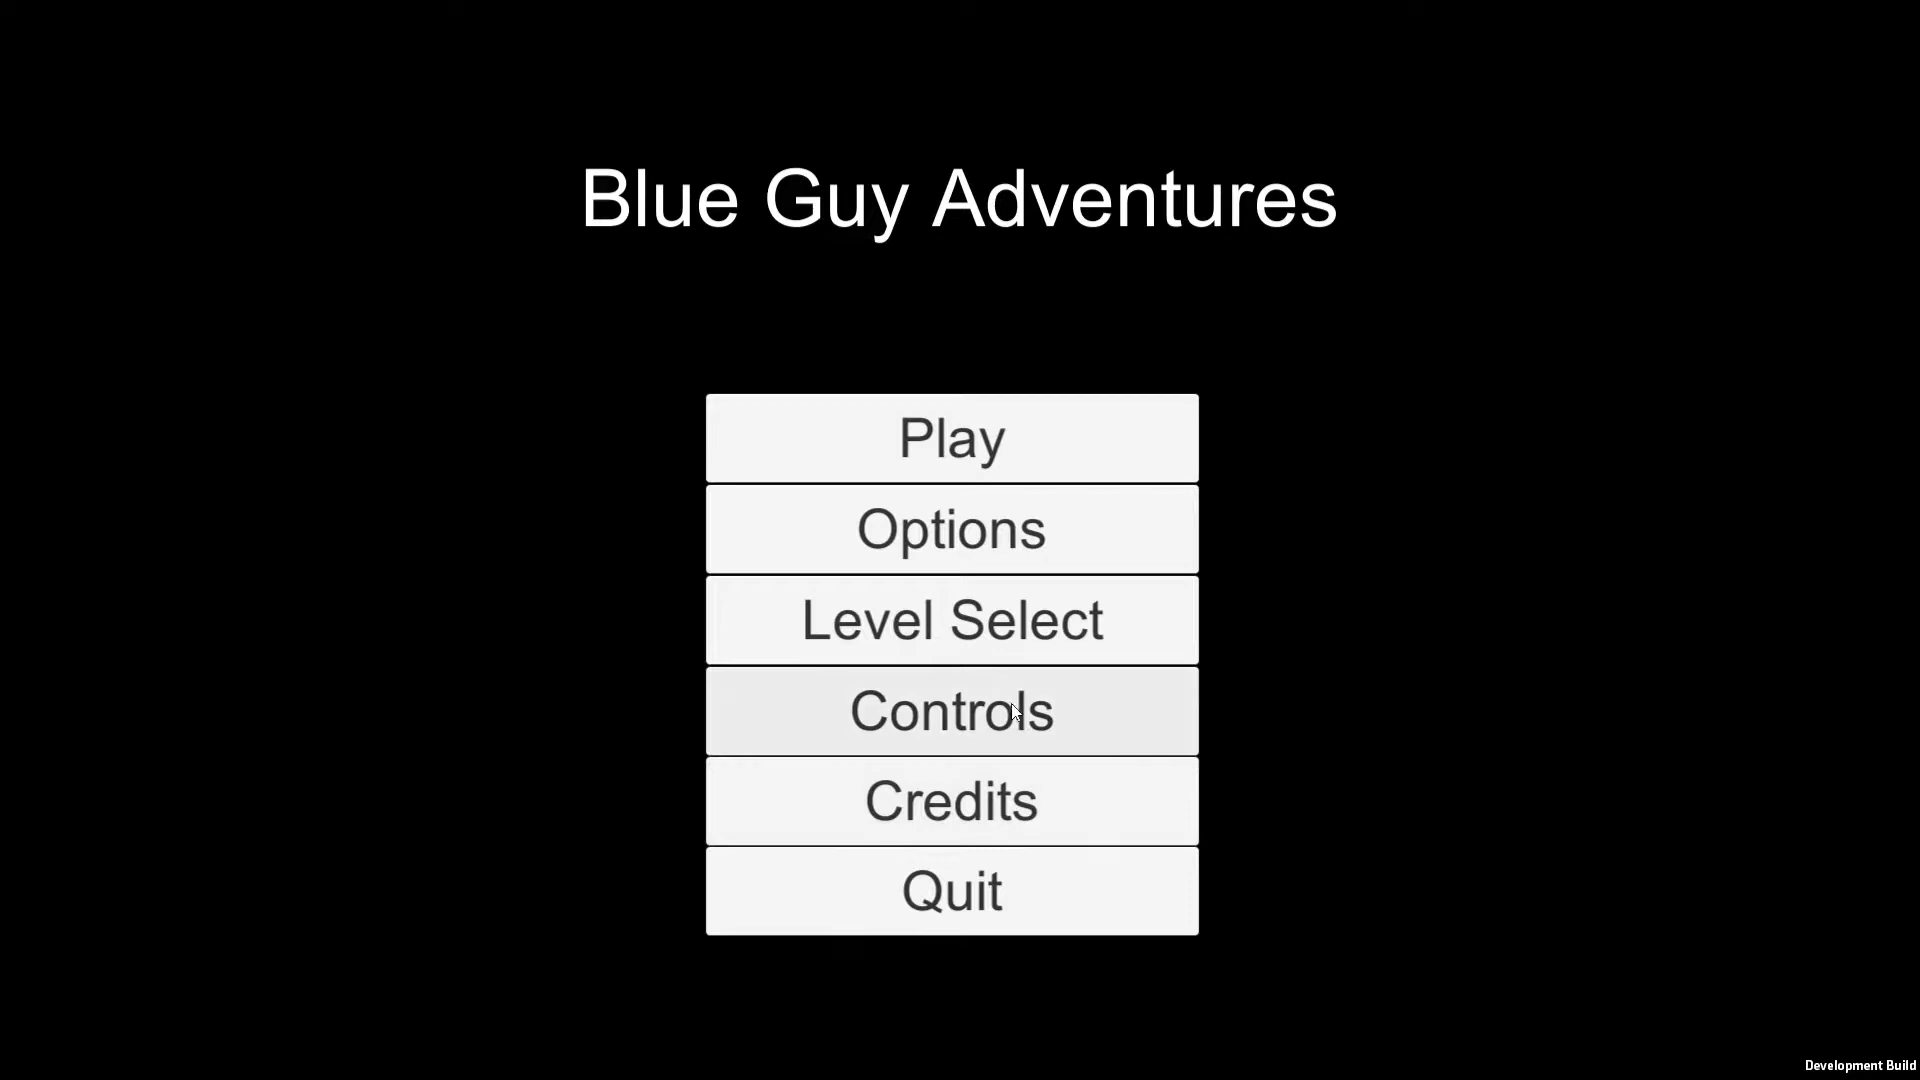 Blue Guy Adventures
Play
Options
Level Select
Controls
Credits
Quit
Development Build